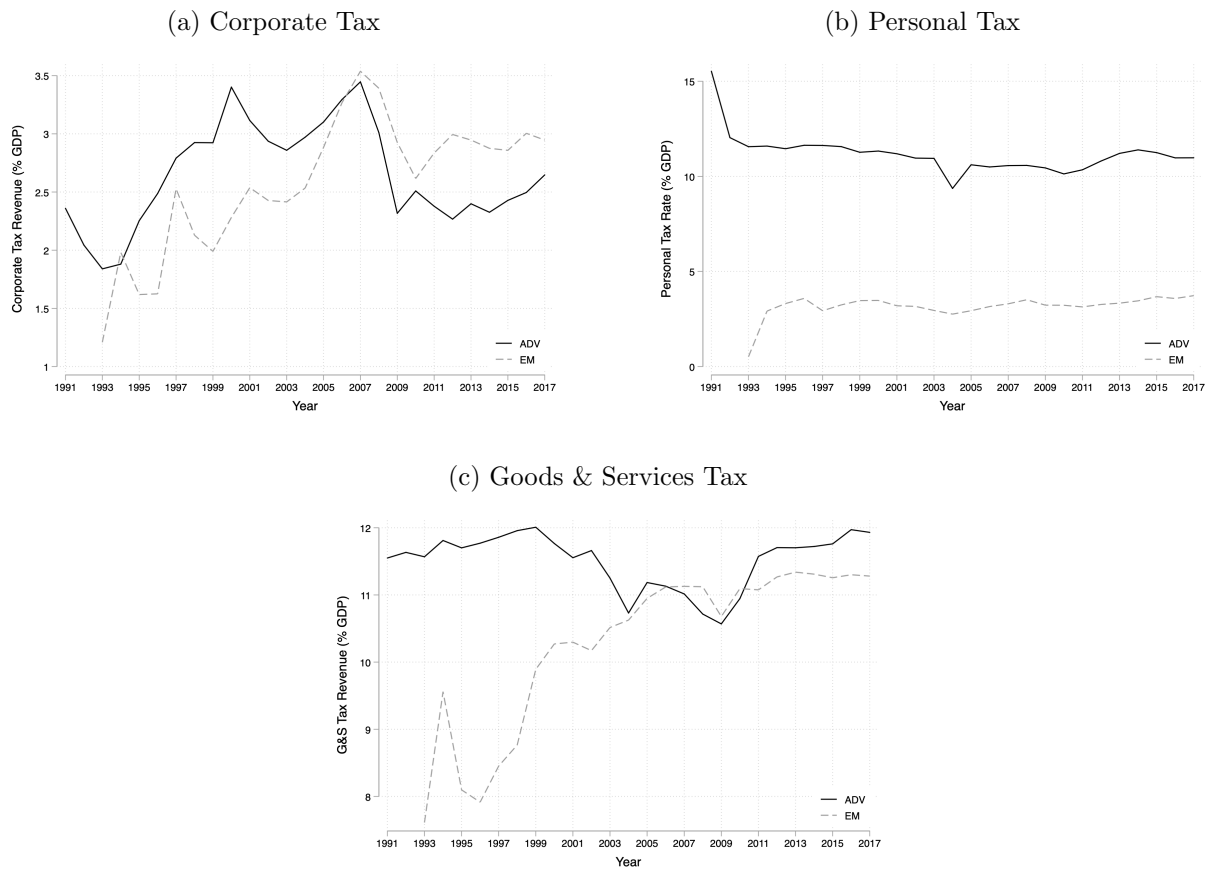 (a) Corporate Tax
Corporate Tax Revenue (% GDP)
3.5
3
2.5
2
1.5
1
ADV
EM
1991 1993 1995 1997 1999 2001 2003 2005 2007 2009 2011 2013 2015 2017
Year
(b) Personal Tax
Personal Tax Rate (% GDP)
15
10
5
0
ADV
EM
1991 1993 1995 1997 1999 2001 2003 2005 2007 2009 2011 2013 2015 2017
Year
(c) Goods & Services Tax
G&S Tax Revenue (% GDP)
12
11
10
9
8
ADV
EM
1991 1993 1995 1997 1999 2001 2003 2005 2007 2009 2011 2013 2015 2017
Year